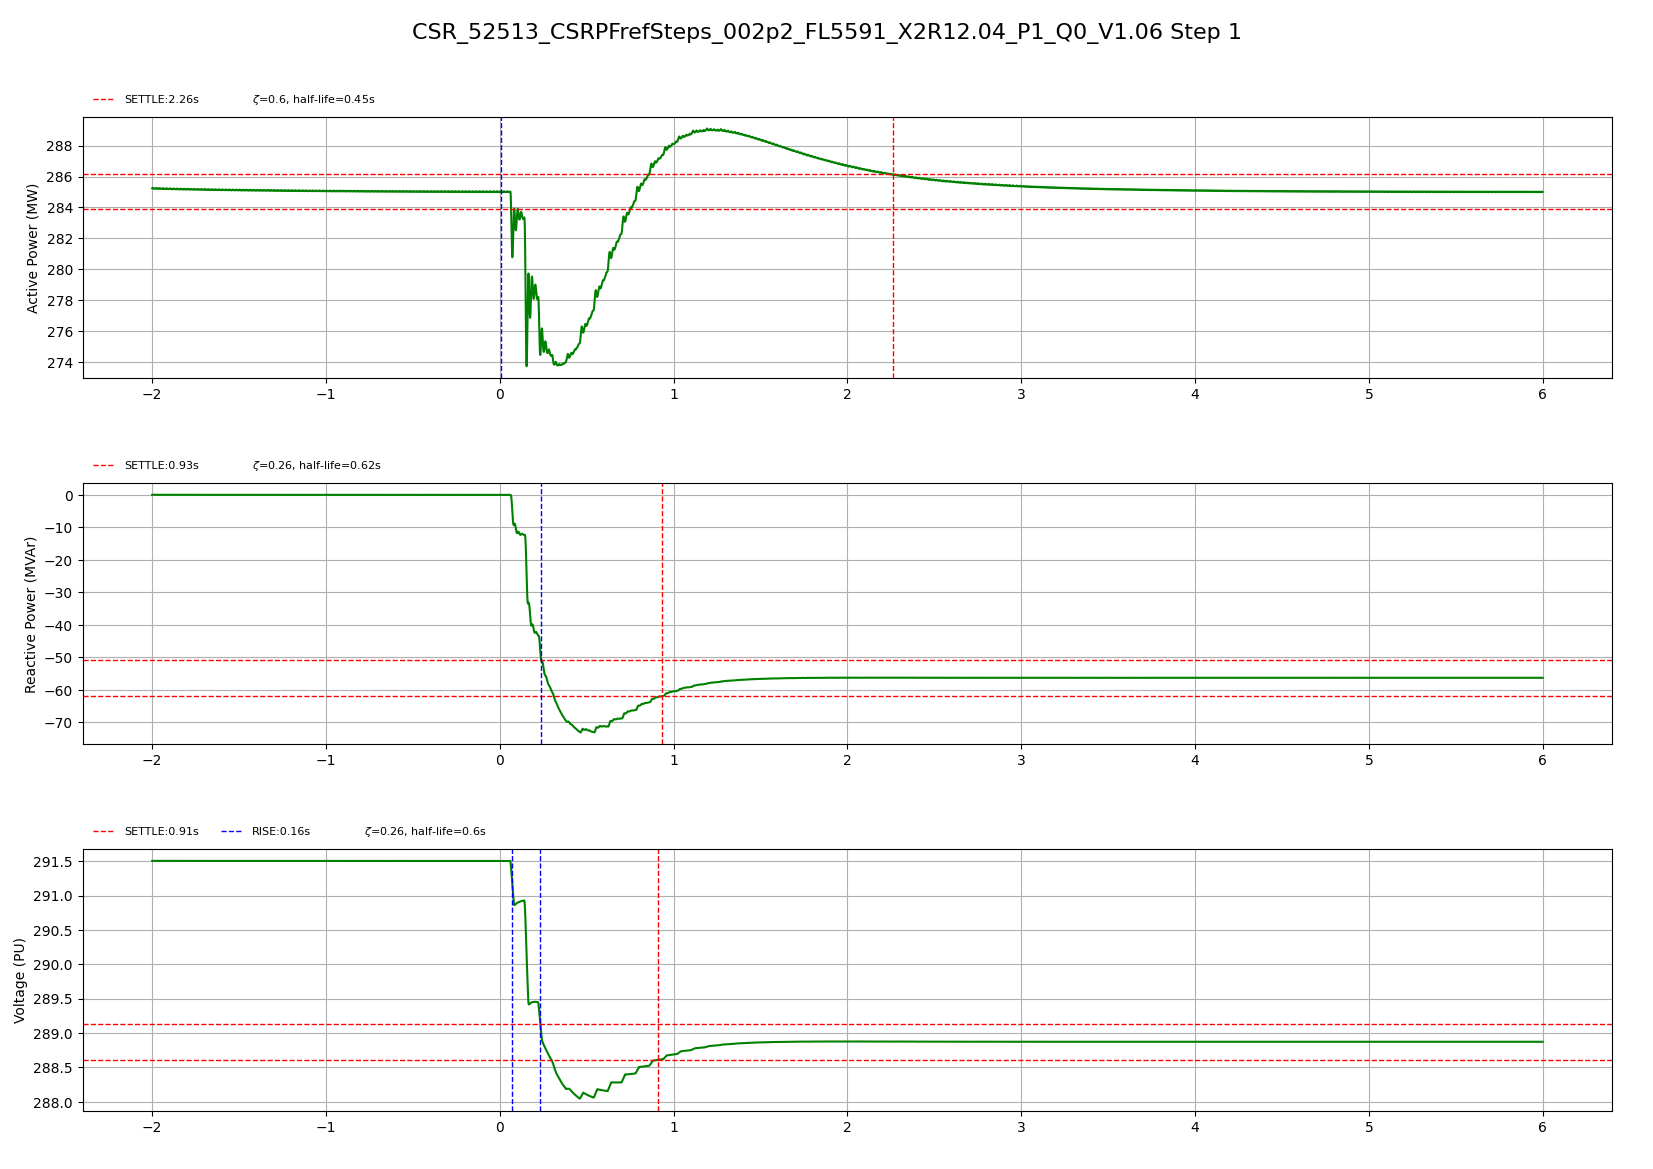 CSR_52513_CSRPFrefSteps_002p2_FL5591_X2R12.04_P1_Q0_V1.06 Step 1
SETTLE:2.26s ζ=0.6, half-life=0.45s
Active Power (MW)
288
286
284
282
280
278
276
274
−2 −1 0 1 2 3 4 5 6
SETTLE:0.93s ζ=0.26, half-life=0.62s
Reactive Power (MVAr)
0
−10
−20
−30
−40
−50
−60
−70
−2 −1 0 1 2 3 4 5 6
SETTLE:0.91s RISE:0.16s ζ=0.26, half-life=0.6s
Voltage (PU)
291.5
291.0
290.5
290.0
289.5
289.0
288.5
288.0
−2 −1 0 1 2 3 4 5 6